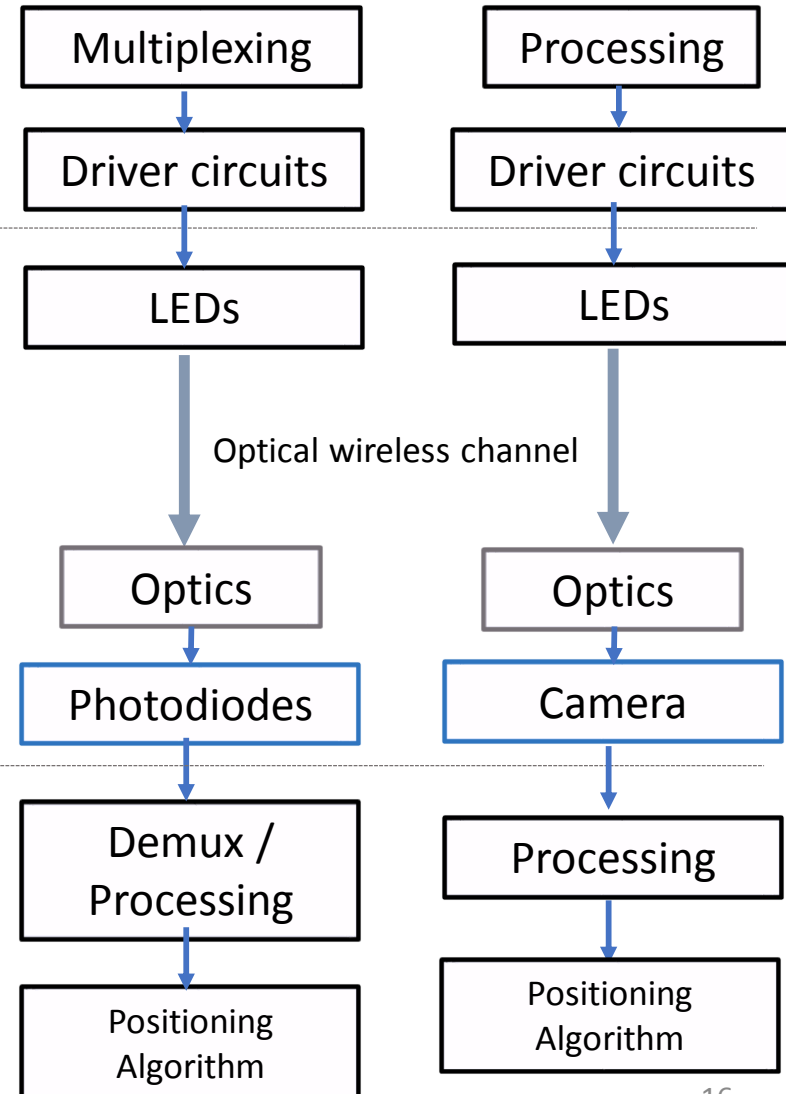 Multiplexing
Processing
Driver circuits
Driver circuits
LEDs
LEDs
Optical wireless channel
Optics
Optics
Photodiodes
Camera
Demux /
Processing
Processing
Positioning
Algorithm
Positioning
Algorithm
16